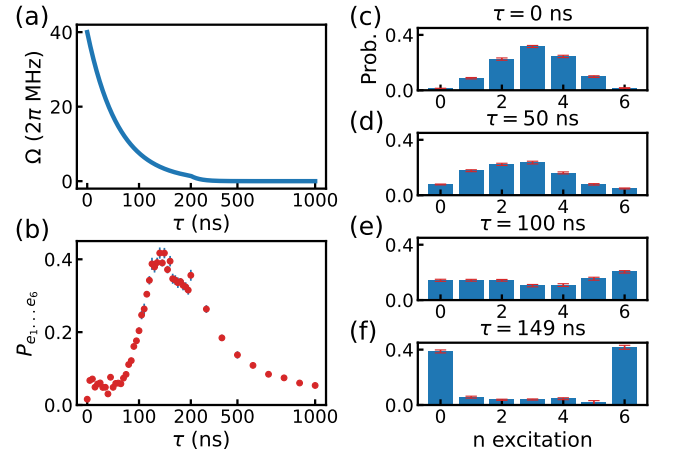 (a)
Ω (2π MHz)
40
20
0
0 100 200 500 1000
τ (ns)
(b)
P_{e_1...e_6}
0.4
0.2
0.0
0 100 200 500 1000
τ (ns)
(c)
τ = 0 ns
Prob.
0.4
0.0
0 2 4 6
(d)
τ = 50 ns
0.4
0.0
0 2 4 6
(e)
τ = 100 ns
0.4
0.0
0 2 4 6
(f)
τ = 149 ns
0.4
0.0
0 2 4 6
n excitation